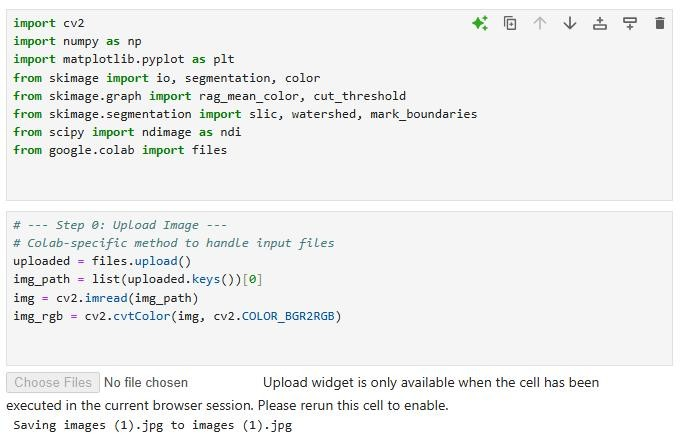 import cv2
import numpy as np
import matplotlib.pyplot as plt
from skimage import io, segmentation, color
from skimage.graph import rag_mean_color, cut_threshold
from skimage.segmentation import slic, watershed, mark_boundaries
from scipy import ndimage as ndi
from google.colab import files
# --- Step 0: Upload Image ---
# Colab-specific method to handle input files
uploaded = files.upload()
img_path = list(uploaded.keys())[0]
img = cv2.imread(img_path)
img_rgb = cv2.cvtColor(img, cv2.COLOR_BGR2RGB)
Choose Files No file chosen Upload widget is only available when the cell has been
executed in the current browser session. Please rerun this cell to enable.
Saving images (1).jpg to images (1).jpg